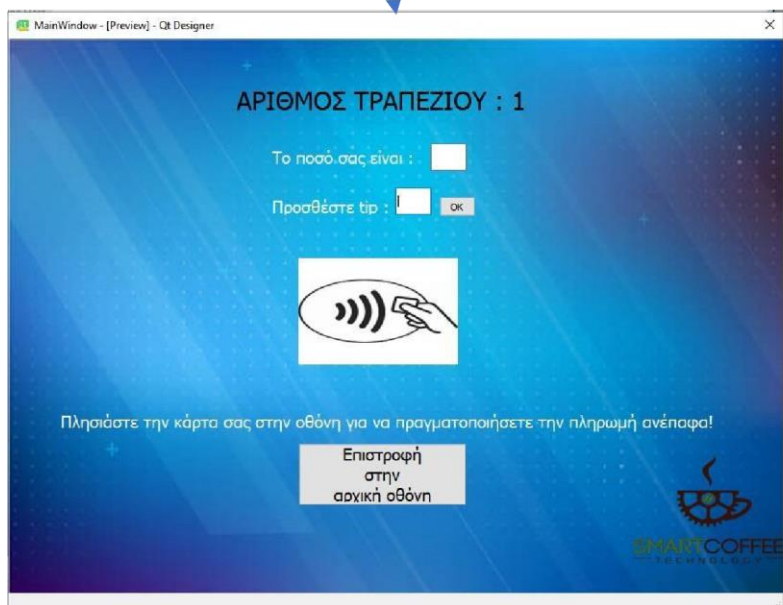 MainWindow - [Preview] - Qt Designer
ΑΡΙΘΜΟΣ ΤΡΑΠΕΖΙΟΥ : 1
Το ποσό σας είναι :
Προσθέστε tip :
OK
Πλησιάστε την κάρτα σας στην οθόνη για να πραγματοποιήσετε την πληρωμή ανέπαφα!
Επιστροφή
στην
αρχική οθόνη
SMARTCOFFEE
TECHNOLOGY